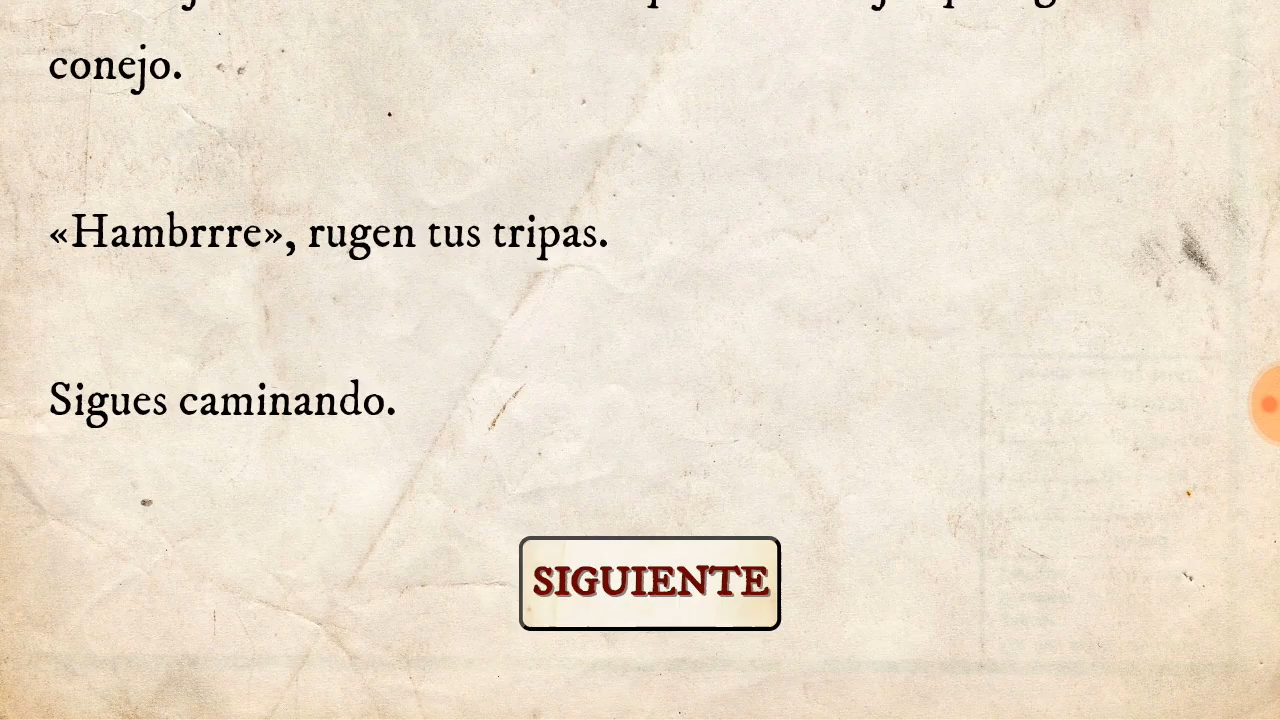 conejo.
«Hambrrre», rugen tus tripas.
Sigues caminando.
SIGUIENTE